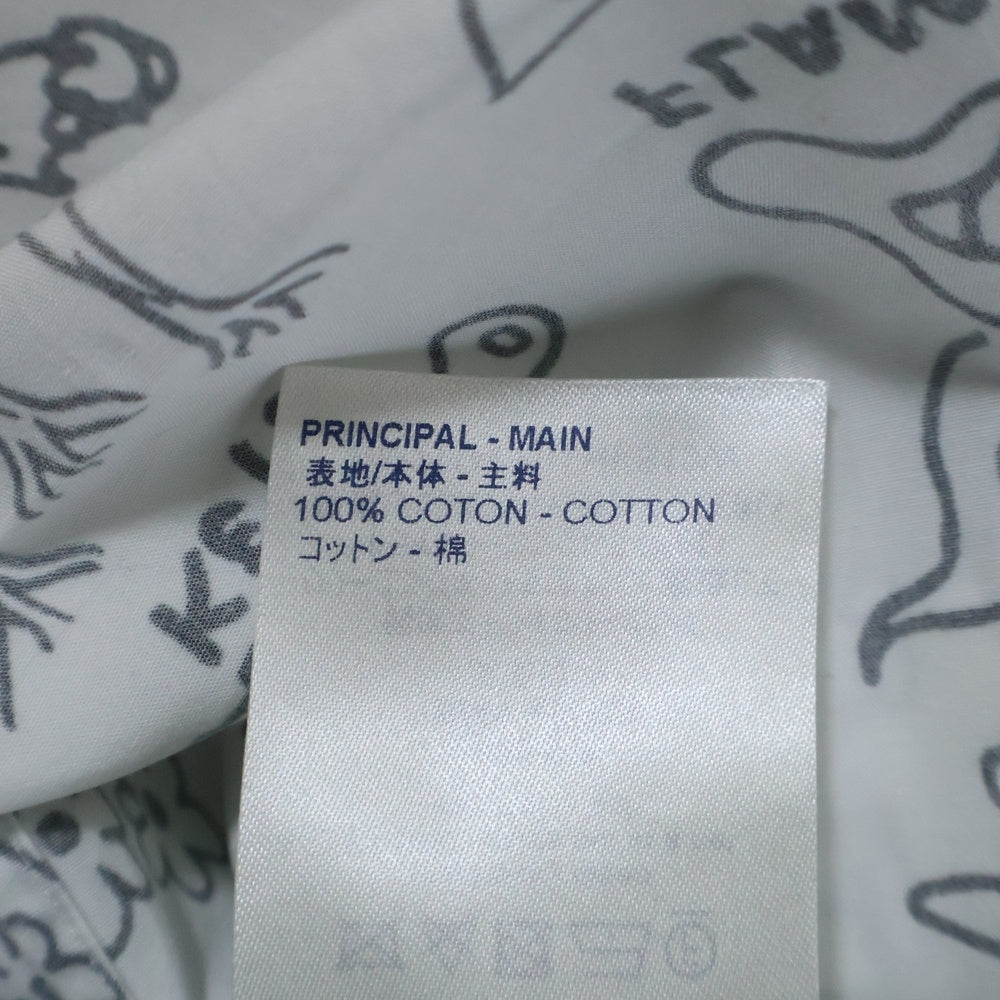 PRINCIPAL - MAIN
表地/本体 - 主料
100% COTON - COTTON
コットン - 棉